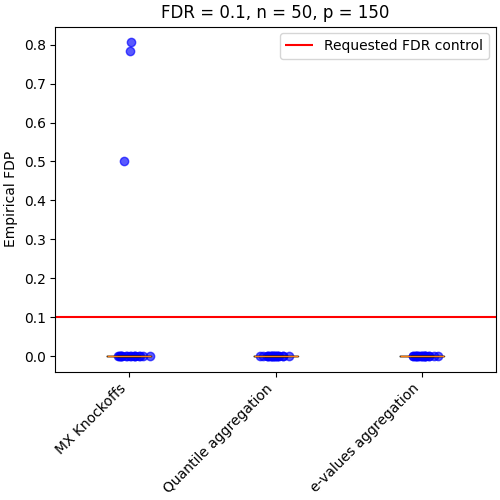 FDR = 0.1, n = 50, p = 150
Requested FDR control
Empirical FDP
0.8
0.7
0.6
0.5
0.4
0.3
0.2
0.1
0.0
MX Knockoffs
Quantile aggregation
e-values aggregation